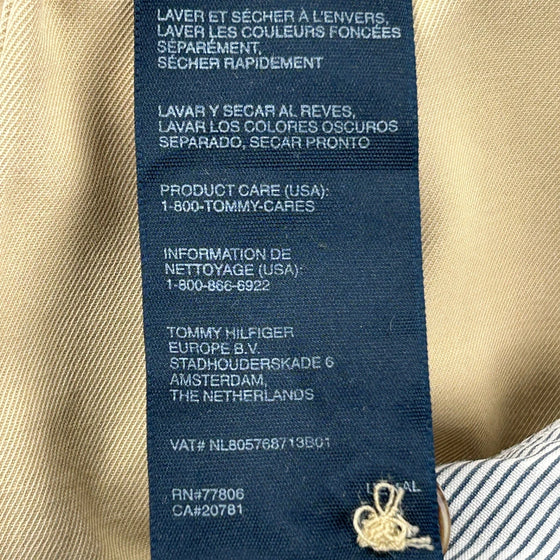 LAVER ET SÉCHER À L'ENVERS,
LAVER LES COULEURS FONCÉES
SÉPARÉMENT,
SÉCHER RAPIDEMENT
LAVAR Y SECAR AL REVES,
LAVAR LOS COLORES OSCUROS
SEPARADO, SECAR PRONTO
PRODUCT CARE (USA):
1-800-TOMMY-CARES
INFORMATION DE
NETTOYAGE (USA):
1-800-866-6922
TOMMY HILFIGER
EUROPE B.V.
STADHOUDERSKADE 6
AMSTERDAM,
THE NETHERLANDS
VAT# NL805768713B01
RN#77806
CA#20781